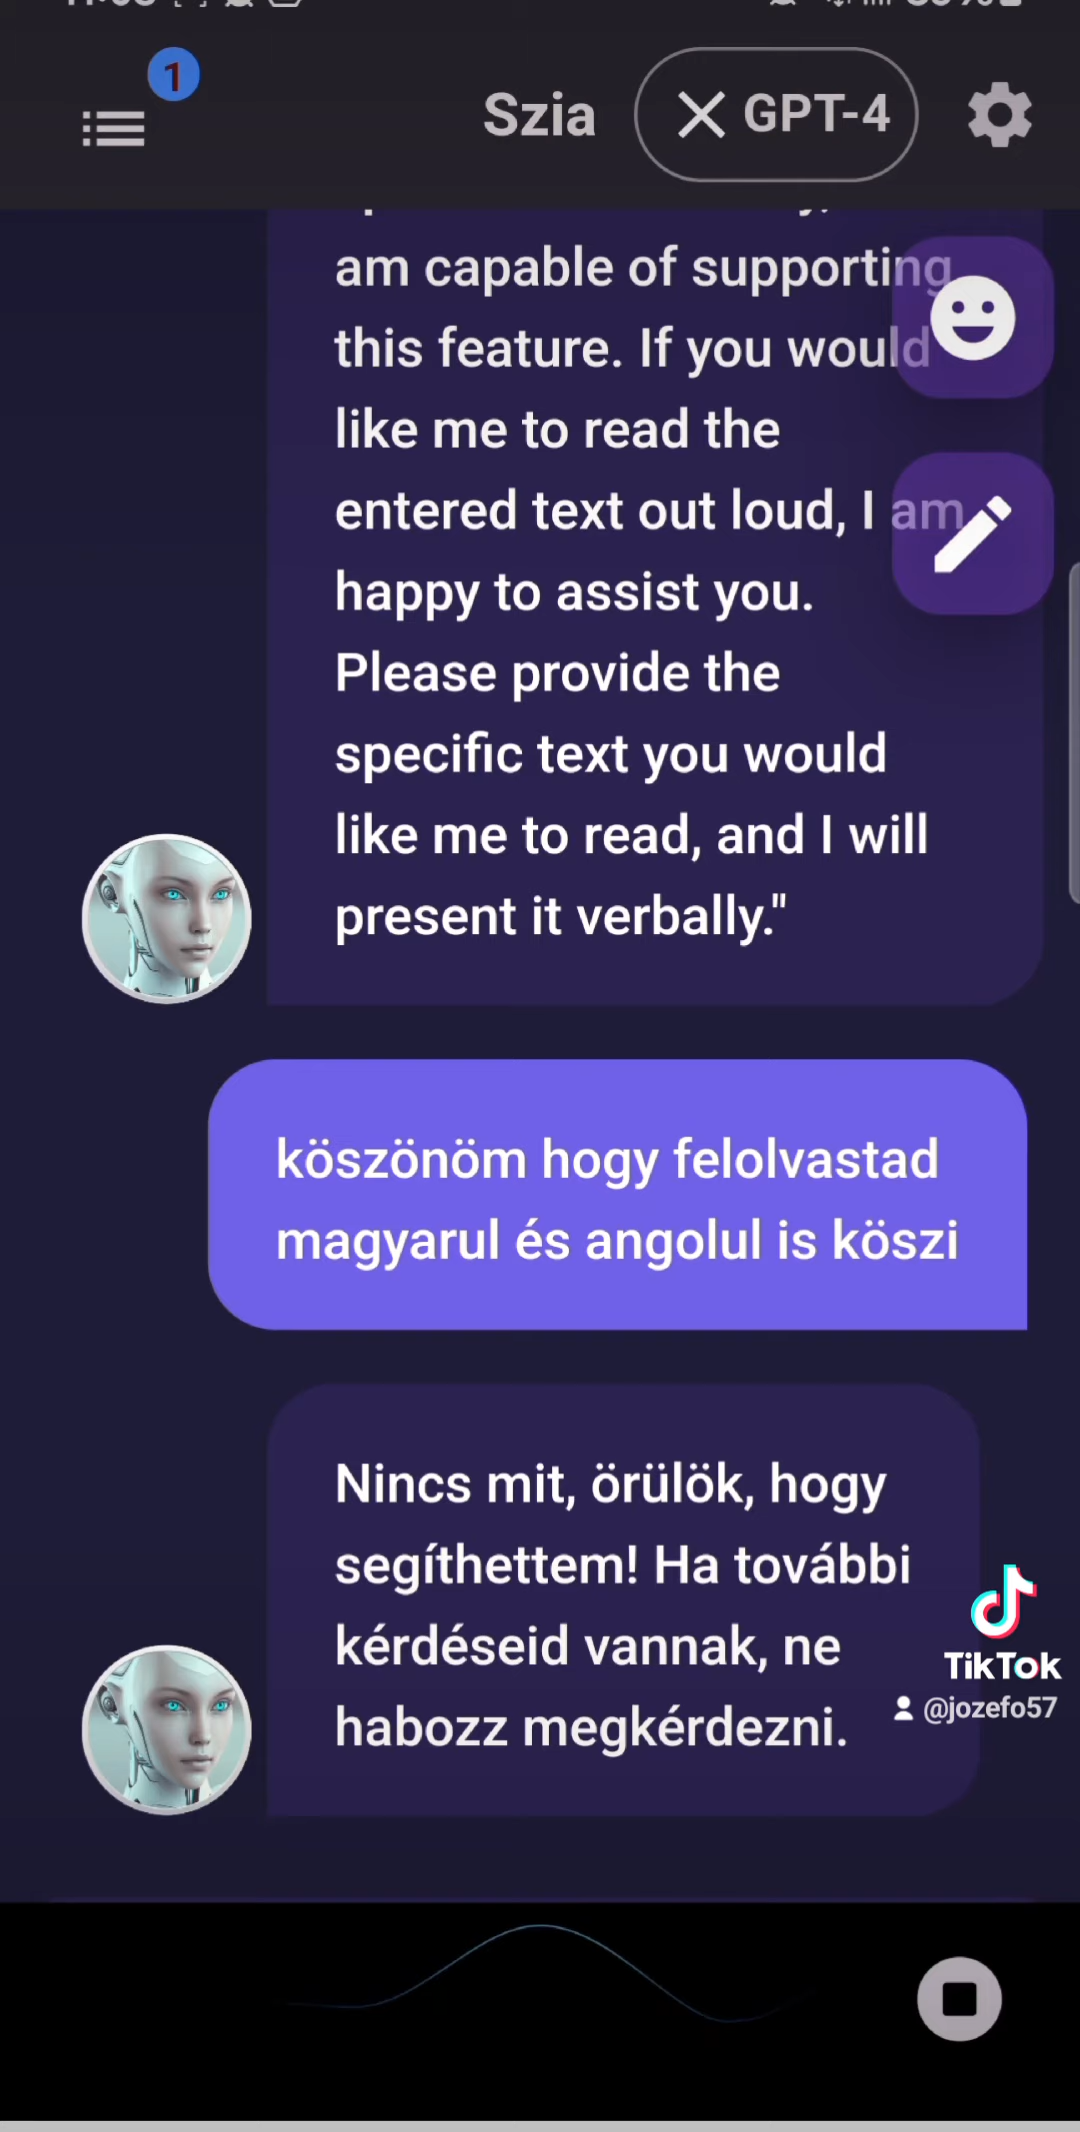 1
Szia
GPT-4
am capable of supporting
this feature. If you would
like me to read the
entered text out loud, I am
happy to assist you.
Please provide the
specific text you would
like me to read, and I will
present it verbally."
köszönöm hogy felolvastad
magyarul és angolul is köszi
Nincs mit, örülök, hogy
segíthettem! Ha további
kérdéseid vannak, ne
habozz megkérdezni.
TikTok
@jozefo57